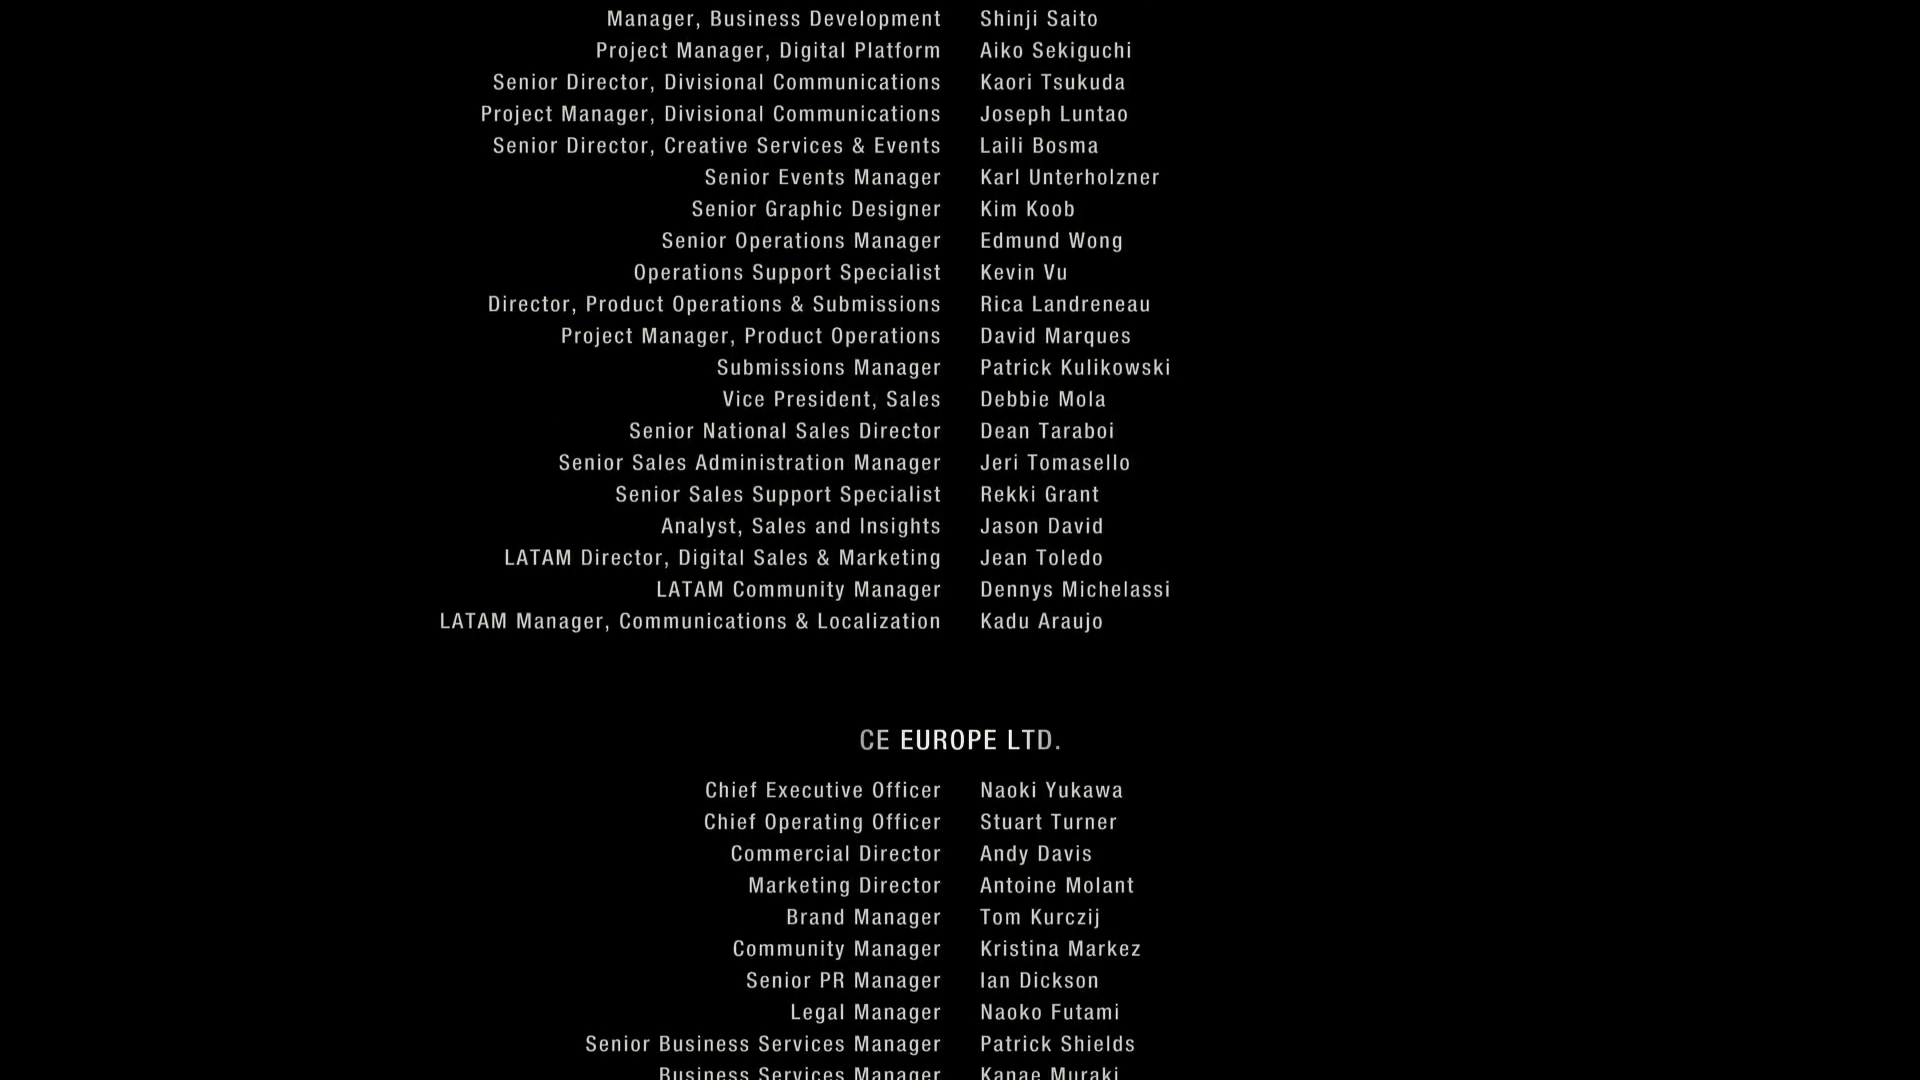 Manager, Business Development Shinji Saito
Project Manager, Digital Platform Aiko Sekiguchi
Senior Director, Divisional Communications Kaori Tsukuda
Project Manager, Divisional Communications Joseph Luntao
Senior Director, Creative Services & Events Laili Bosma
Senior Events Manager Karl Unterholzner
Senior Graphic Designer Kim Koob
Senior Operations Manager Edmund Wong
Operations Support Specialist Kevin Vu
Director, Product Operations & Submissions Rica Landreneau
Project Manager, Product Operations David Marques
Submissions Manager Patrick Kulikowski
Vice President, Sales Debbie Mola
Senior National Sales Director Dean Taraboi
Senior Sales Administration Manager Jeri Tomasello
Senior Sales Support Specialist Rekki Grant
Analyst, Sales and Insights Jason David
LATAM Director, Digital Sales & Marketing Jean Toledo
LATAM Community Manager Dennys Michelassi
LATAM Manager, Communications & Localization Kadu Araujo
CE EUROPE LTD.
Chief Executive Officer Naoki Yukawa
Chief Operating Officer Stuart Turner
Commercial Director Andy Davis
Marketing Director Antoine Molant
Brand Manager Tom Kurczij
Community Manager Kristina Markez
Senior PR Manager Ian Dickson
Legal Manager Naoko Futami
Senior Business Services Manager Patrick Shields
Business Services Manager Kanae Muraki